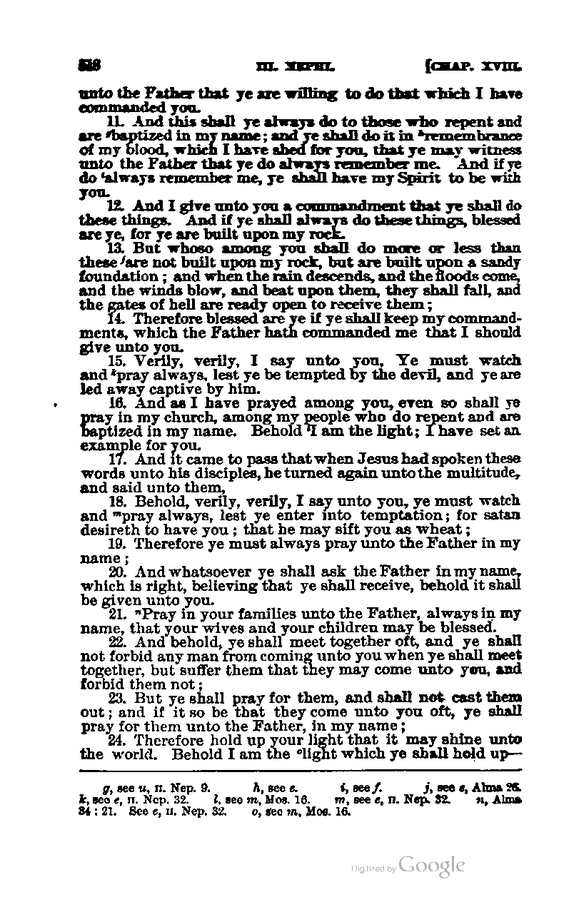 518 III. NEPHI. [CHAP. XVIII.
unto the Father that ye are willing to do that which I have
commanded you.
11. And this shall ye always do to those who repent and
are ᵍbaptized in my name; and ye shall do it in ʰremembrance
of my blood, which I have shed for you, that ye may witness
unto the Father that ye do always remember me. And if ye
do ⁱalways remember me, ye shall have my Spirit to be with
you.
12. And I give unto you a commandment that ye shall do
these things. And if ye shall always do these things, blessed
are ye, for ye are built upon my rock.
13. But whoso among you shall do more or less than
these ʲare not built upon my rock, but are built upon a sandy
foundation; and when the rain descends, and the floods come,
and the winds blow, and beat upon them, they shall fall, and
the gates of hell are ready open to receive them;
14. Therefore blessed are ye if ye shall keep my command-
ments, which the Father hath commanded me that I should
give unto you.
15. Verily, verily, I say unto you, Ye must watch
and ᵏpray always, lest ye be tempted by the devil, and ye are
led away captive by him.
16. And as I have prayed among you, even so shall ye
pray in my church, among my people who do repent and are
baptized in my name. Behold ˡI am the light; I have set an
example for you.
17. And it came to pass that when Jesus had spoken these
words unto his disciples, he turned again unto the multitude,
and said unto them,
18. Behold, verily, verily, I say unto you, ye must watch
and ᵐpray always, lest ye enter into temptation; for satan
desireth to have you; that he may sift you as wheat;
19. Therefore ye must always pray unto the Father in my
name;
20. And whatsoever ye shall ask the Father in my name,
which is right, believing that ye shall receive, behold it shall
be given unto you.
21. ⁿPray in your families unto the Father, always in my
name, that your wives and your children may be blessed.
22. And behold, ye shall meet together oft, and ye shall
not forbid any man from coming unto you when ye shall meet
together, but suffer them that they may come unto you, and
forbid them not;
23. But ye shall pray for them, and shall not cast them
out; and if it so be that they come unto you oft, ye shall
pray for them unto the Father, in my name;
24. Therefore hold up your light that it may shine unto
the world. Behold I am the ᵒlight which ye shall hold up—
g, see u, II. Nep. 9. h, see e. i, see f. j, see e, Alma 26.
k, see e, II. Nep. 32. l, see m, Mos. 16. m, see e, II. Nep. 32. n, Alma
34 : 21. See e, II. Nep. 32. o, see m, Mos. 16.
Digitized by Google